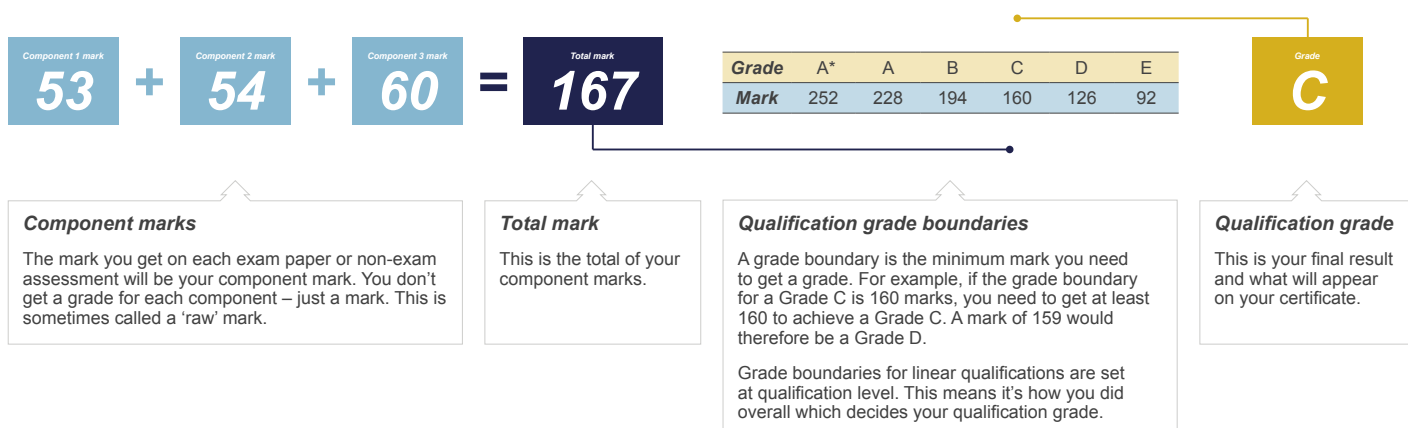 Component 1 mark
53
+
Component 2 mark
54
+
Component 3 mark
60
=
Total mark
167
Grade A* A B C D E
Mark 252 228 194 160 126 92
Grade
C
Component marks
The mark you get on each exam paper or non-exam
assessment will be your component mark. You don’t
get a grade for each component – just a mark. This is
sometimes called a ‘raw’ mark.
Total mark
This is the total of your
component marks.
Qualification grade boundaries
A grade boundary is the minimum mark you need
to get a grade. For example, if the grade boundary
for a Grade C is 160 marks, you need to get at least
160 to achieve a Grade C. A mark of 159 would
therefore be a Grade D.
Grade boundaries for linear qualifications are set
at qualification level. This means it’s how you did
overall which decides your qualification grade.
Qualification grade
This is your final result
and what will appear
on your certificate.